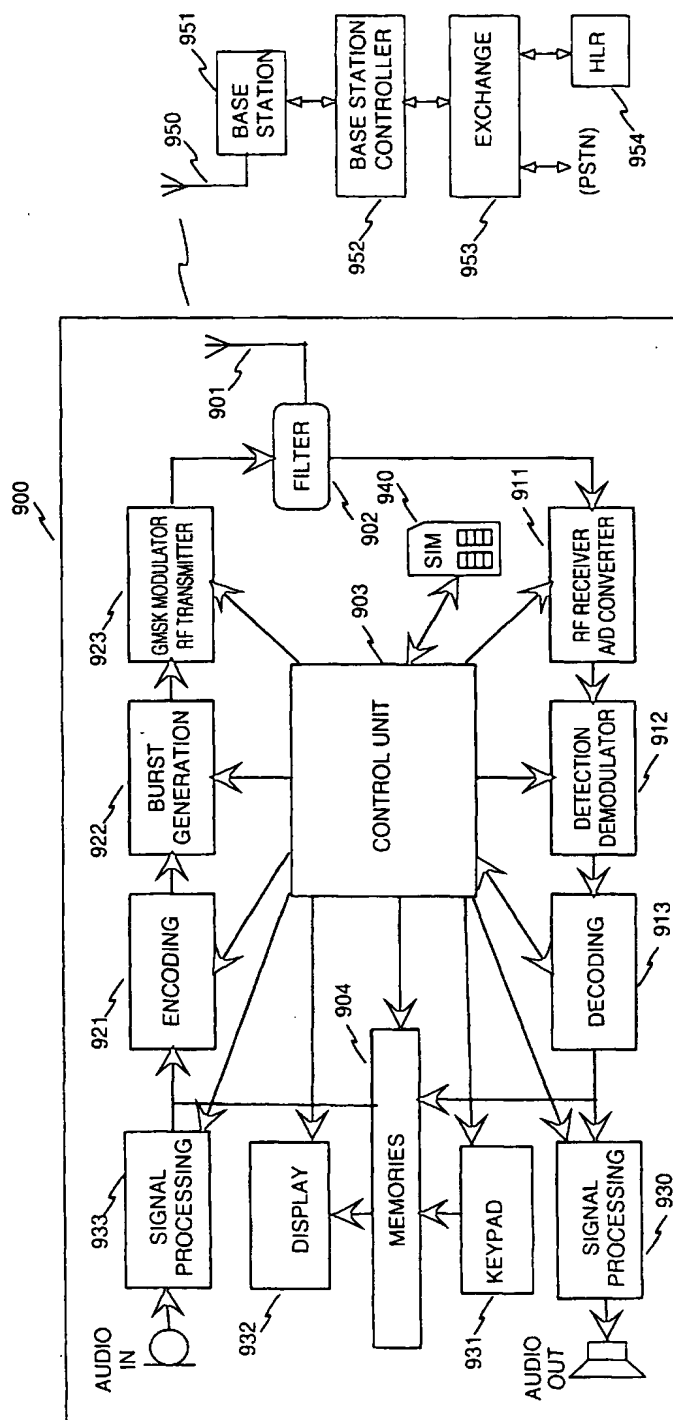 900
923
GMSK MODULATOR
RF TRANSMITTER
922
BURST
GENERATION
921
ENCODING
933
SIGNAL
PROCESSING
AUDIO
IN
901
FILTER
902
940
SIM
903
CONTROL UNIT
904
MEMORIES
DISPLAY
932
KEYPAD
931
911
RF RECEIVER
A/D CONVERTER
DETECTION
DEMODULATOR
912
DECODING
913
SIGNAL
PROCESSING
930
AUDIO
OUT
950
951
BASE
STATION
BASE STATION
CONTROLLER
952
EXCHANGE
953
(PSTN)
HLR
954